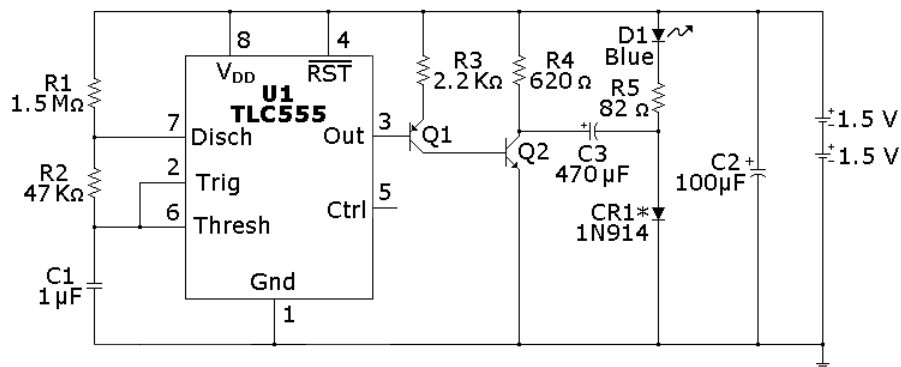 8
4
VDD
RST
R1
1.5 MΩ
U1
TLC555
7
Disch
R2
47 KΩ
2
Trig
6
Thresh
C1
1 µF
Gnd
1
Out
3
5
Ctrl
R3
2.2 KΩ
Q1
R4
620 Ω
Q2
C3
470 µF
+
D1
Blue
R5
82 Ω
CR1*
1N914
C2
100µF
+
+
-
1.5 V
+
-
1.5 V